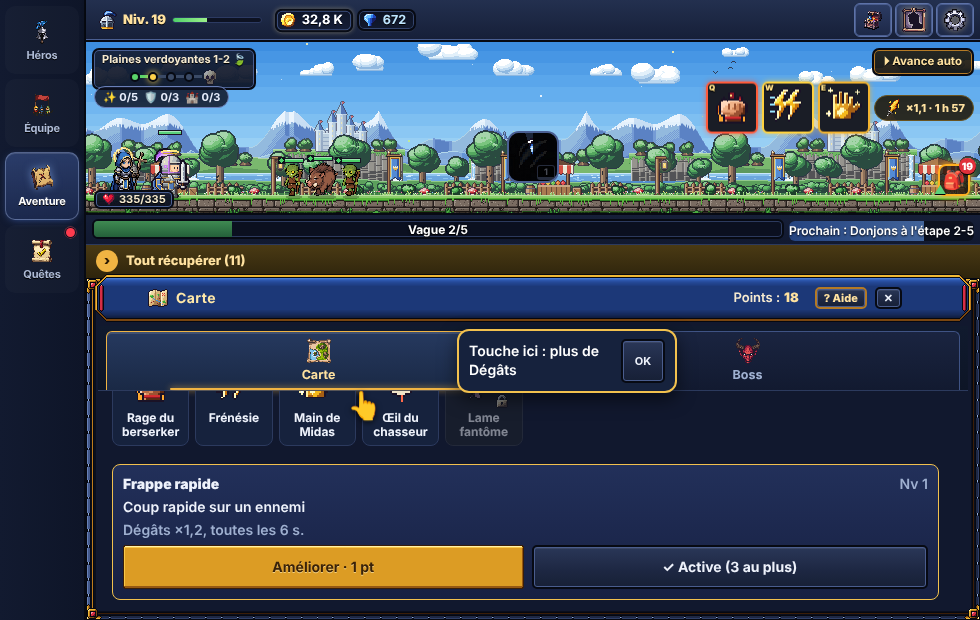 Niv. 19
32,8 K
672
Héros
Équipe
Aventure
Quêtes
Plaines verdoyantes 1-2
0/5
0/3
0/3
Avance auto
Q
W
E
×1,1 · 1 h 57
1
19
335/335
Vague 2/5
Prochain : Donjons à l'étape 2-5
Tout récupérer (11)
Carte
Points : 18
? Aide
×
Carte
Touche ici : plus de
Dégâts
OK
Boss
Rage du
berserker
Frénésie
Main de
Midas
Œil du
chasseur
Lame
fantôme
Frappe rapide
Nv 1
Coup rapide sur un ennemi
Dégâts ×1,2, toutes les 6 s.
Améliorer · 1 pt
✓ Active (3 au plus)